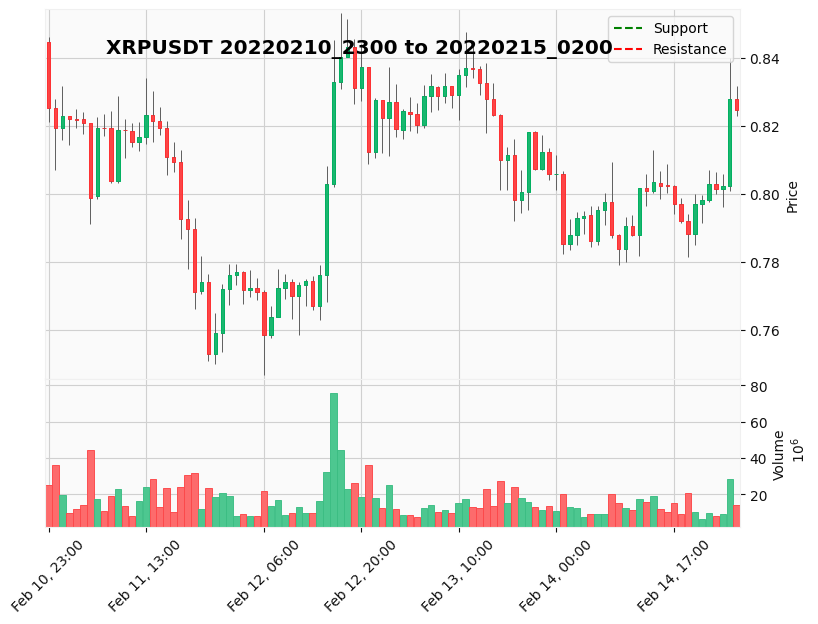 XRPUSDT 20220210_2300 to 20220215_0200
Support
Resistance
0.84
0.82
0.80
0.78
0.76
Price
80
60
40
20
Volume
10^6
Feb 10, 23:00
Feb 11, 13:00
Feb 12, 06:00
Feb 12, 20:00
Feb 13, 10:00
Feb 14, 00:00
Feb 14, 17:00